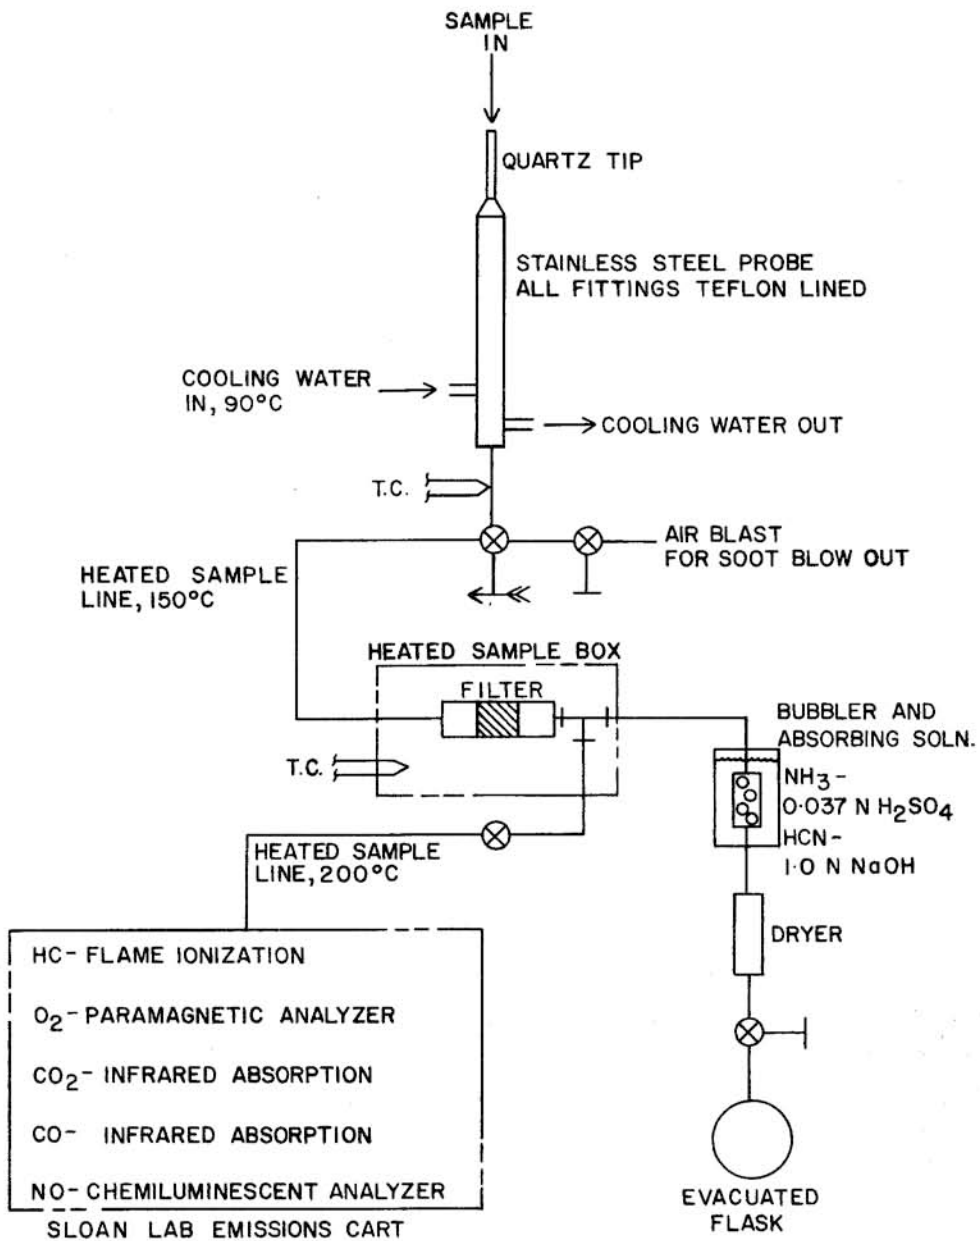 SAMPLE
IN
QUARTZ TIP
STAINLESS STEEL PROBE
ALL FITTINGS TEFLON LINED
COOLING WATER
IN, 90°C
COOLING WATER OUT
T.C.
AIR BLAST
FOR SOOT BLOW OUT
HEATED SAMPLE
LINE, 150°C
HEATED SAMPLE BOX
FILTER
T.C.
BUBBLER AND
ABSORBING SOLN.
NH3-
0.037 N H2SO4
HCN-
1.0 N NaOH
HEATED SAMPLE
LINE, 200°C
DRYER
HC- FLAME IONIZATION
O2- PARAMAGNETIC ANALYZER
CO2- INFRARED ABSORPTION
CO- INFRARED ABSORPTION
NO- CHEMILUMINESCENT ANALYZER
SLOAN LAB EMISSIONS CART
EVACUATED
FLASK